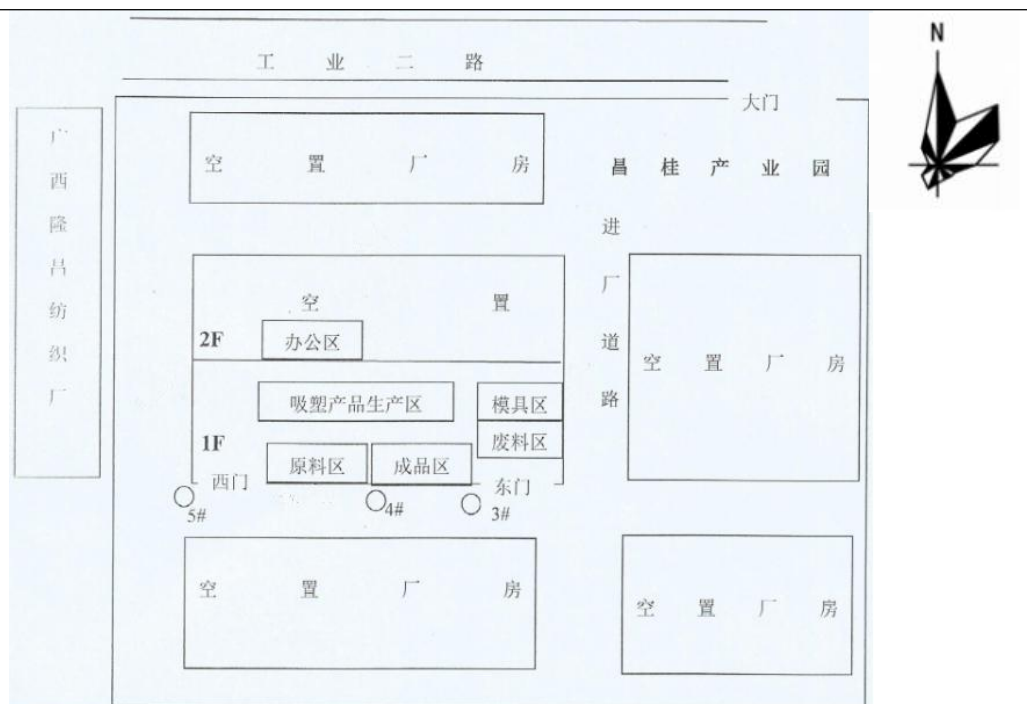 N
工业二路
大门
广西隆昌纺织厂
空置厂房
昌桂产业园
进厂道路
空置
2F
办公区
空置厂房
吸塑产品生产区
模具区
1F
废料区
原料区
成品区
西门
东门
5#
4#
3#
空置厂房
空置厂房